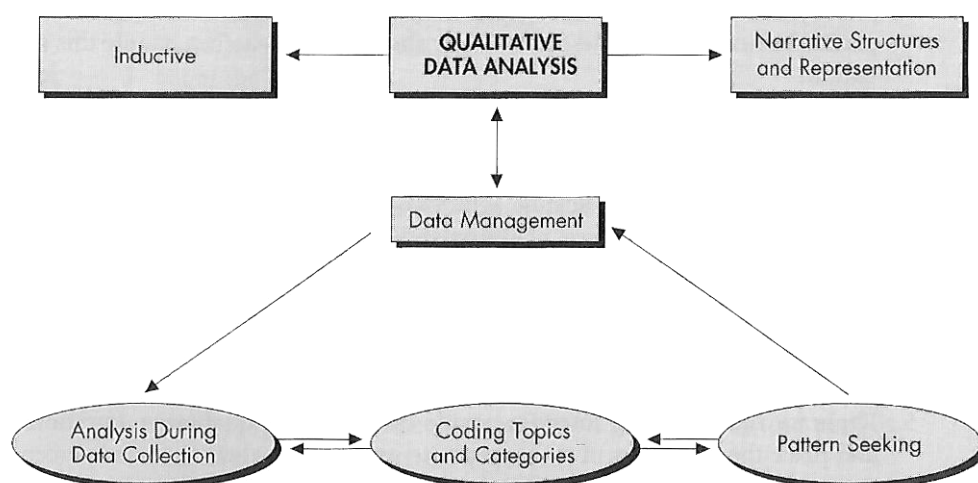 Inductive
QUALITATIVE
DATA ANALYSIS
Narrative Structures
and Representation
Data Management
Analysis During
Data Collection
Coding Topics
and Categories
Pattern Seeking